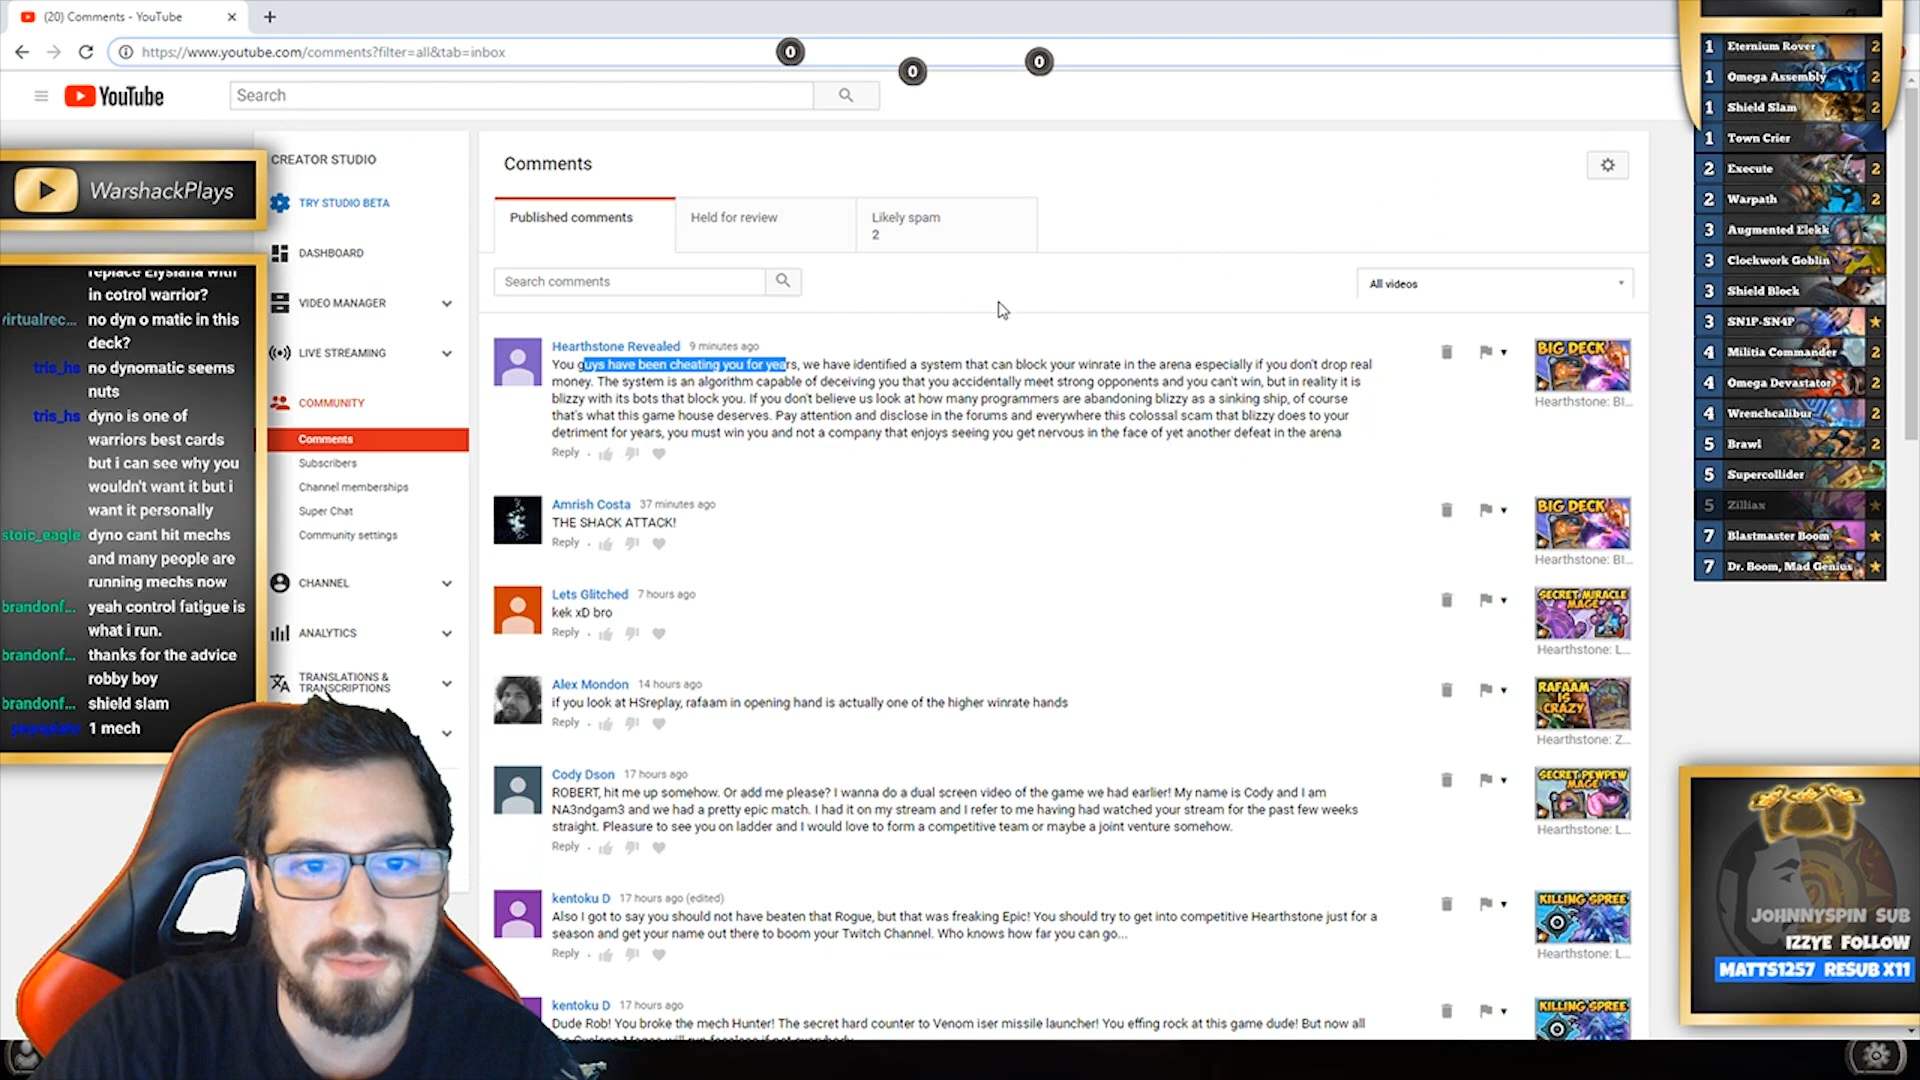 (20) Comments - YouTube
https://www.youtube.com/comments?filter=all&tab=inbox
0
0
0
YouTube
Search
WarshackPlays
replace Elysiana with
in cotrol warrior?
virtualrec... no dyn o matic in this
deck?
tris_hs no dynomatic seems
nuts
tris_hs dyno is one of
warriors best cards
but i can see why you
wouldn't want it but i
want it personally
stoic_eagle dyno cant hit mechs
and many people are
running mechs now
brandonf... yeah control fatigue is
what i run.
brandonf... thanks for the advice
robby boy
brandonf... shield slam
1 mech
CREATOR STUDIO
TRY STUDIO BETA
DASHBOARD
VIDEO MANAGER
LIVE STREAMING
COMMUNITY
Comments
Subscribers
Channel memberships
Super Chat
Community settings
CHANNEL
ANALYTICS
TRANSLATIONS &
TRANSCRIPTIONS
Comments
Published comments
Held for review
Likely spam
2
Search comments
All videos
Hearthstone Revealed 9 minutes ago
You guys have been cheating you for years, we have identified a system that can block your winrate in the arena especially if you don't drop real
money. The system is an algorithm capable of deceiving you that you accidentally meet strong opponents and you can't win, but in reality it is
blizzy with its bots that block you. If you don't believe us look at how many programmers are abandoning blizzy as a sinking ship, of course
that's what this game house deserves. Pay attention and disclose in the forums and everywhere this colossal scam that blizzy does to your
detriment for years, you must win you and not a company that enjoys seeing you get nervous in the face of yet another defeat in the arena
Reply
BIG DECK
Hearthstone: BI...
Amrish Costa 37 minutes ago
THE SHACK ATTACK!
Reply
BIG DECK
Hearthstone: BI...
Lets Glitched 7 hours ago
kek xD bro
Reply
SECRET MIRACLE
MAGE
Hearthstone: L...
Alex Mondon 14 hours ago
if you look at HSreplay, rafaam in opening hand is actually one of the higher winrate hands
Reply
RAFAAM
IS
CRAZY
Hearthstone: Z...
Cody Dson 17 hours ago
ROBERT, hit me up somehow. Or add me please? I wanna do a dual screen video of the game we had earlier! My name is Cody and I am
NA3ndgam3 and we had a pretty epic match. I had it on my stream and I refer to me having had watched your stream for the past few weeks
straight. Pleasure to see you on ladder and I would love to form a competitive team or maybe a joint venture somehow.
Reply
SECRET PEWPEW
MAGE
Hearthstone: L...
kentoku D 17 hours ago (edited)
Also I got to say you should not have beaten that Rogue, but that was freaking Epic! You should try to get into competitive Hearthstone just for a
season and get your name out there to boom your Twitch Channel. Who knows how far you can go...
Reply
KILLING SPREE
Hearthstone: L...
kentoku D 17 hours ago
Dude Rob! You broke the mech Hunter! The secret hard counter to Venom iser missile launcher! You effing rock at this game dude! But now all
KILLING SPREE
1 Eternium Rover 2
1 Omega Assembly 2
1 Shield Slam 2
1 Town Crier
2 Execute 2
2 Warpath 2
3 Augmented Elekk
3 Clockwork Goblin
3 Shield Block
3 SN1P-SN4P
4 Militia Commander 2
4 Omega Devastator 2
4 Wrenchcalibur 2
5 Brawl 2
5 Supercollider
5 Zilliax
7 Blastmaster Boom
7 Dr. Boom, Mad Genius
JOHNNYSPIN SUB
IZZYE FOLLOW
MATTS1257 RESUB X11